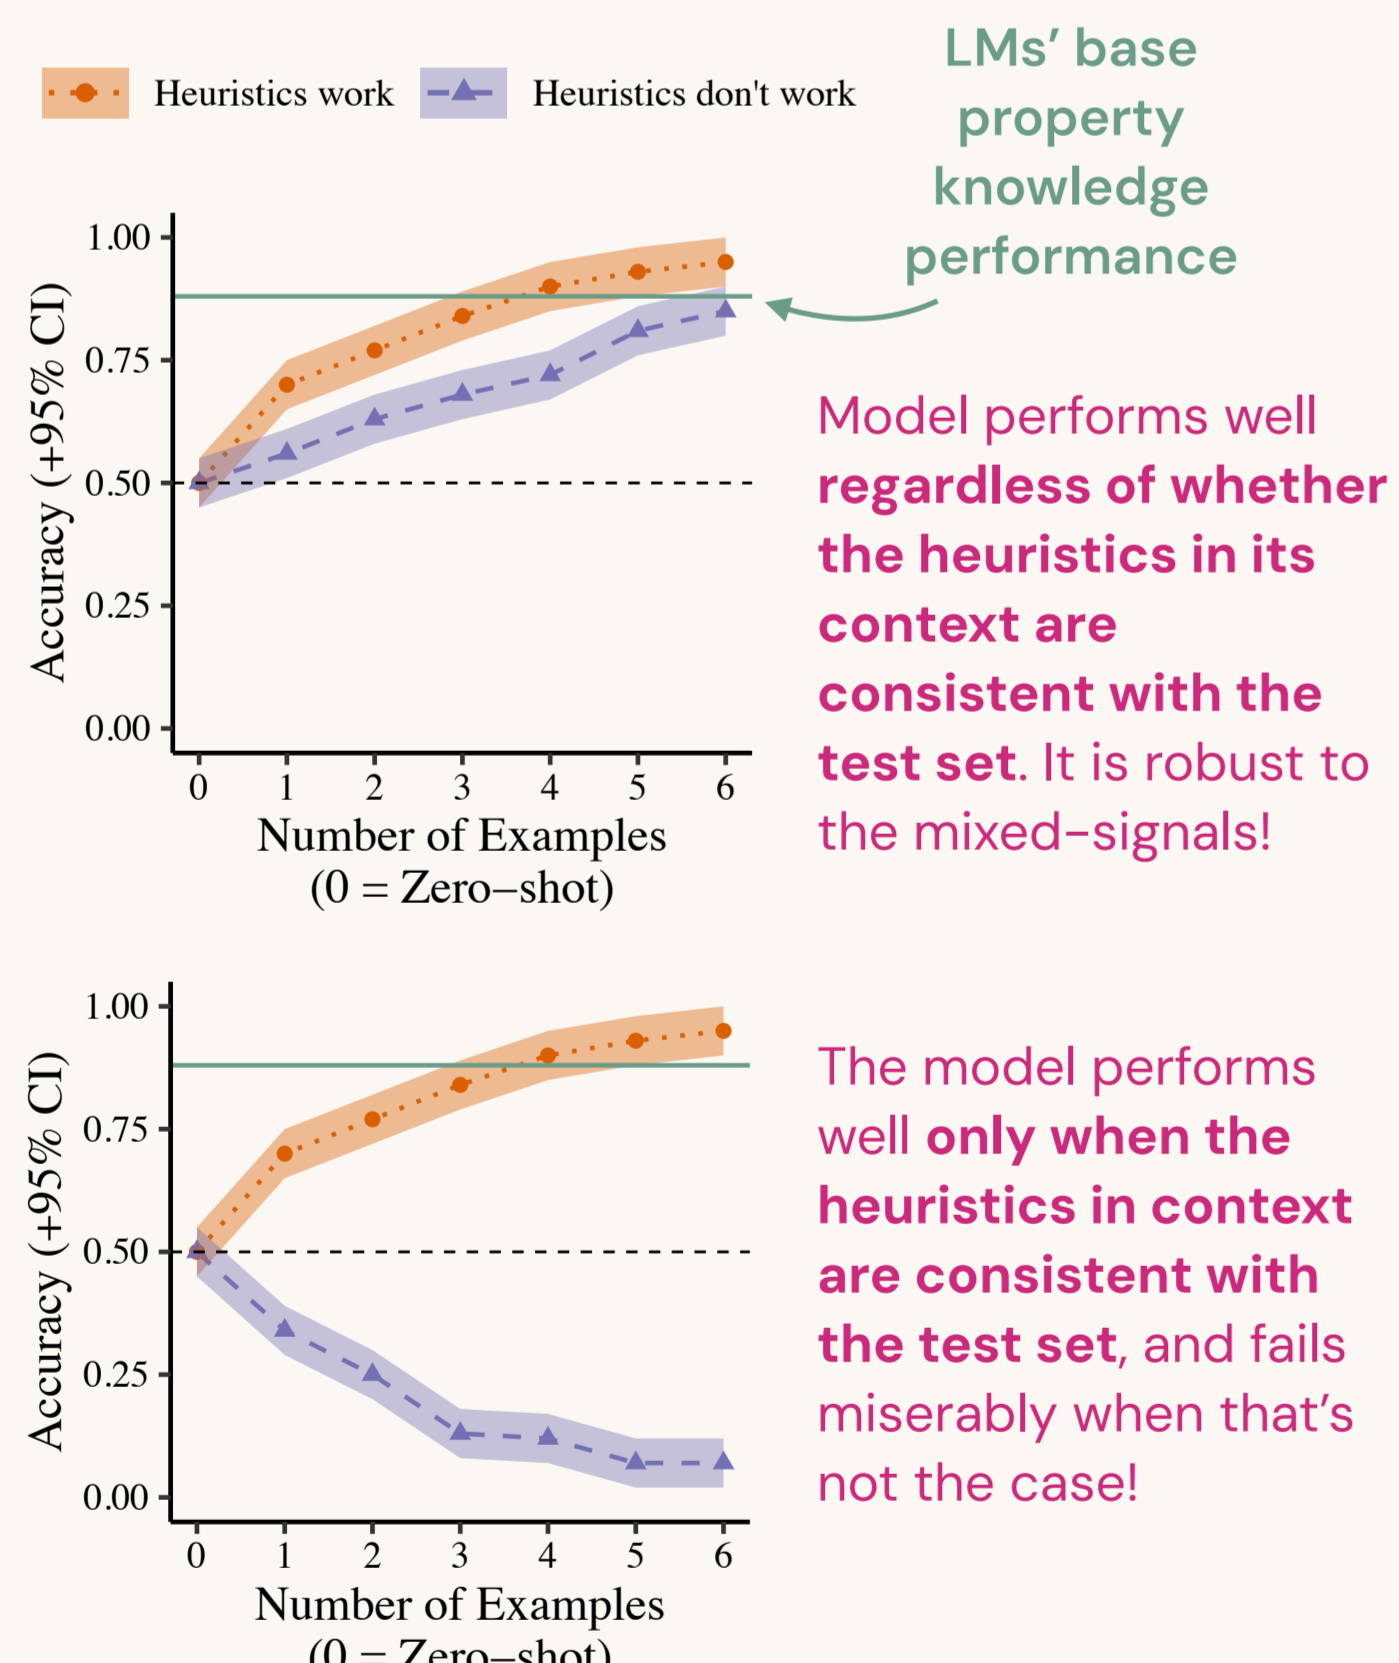 Heuristics work
Heuristics don't work
LMs’ base
property
knowledge
performance
1.00
0.75
0.50
0.25
0.00
Accuracy (+95% CI)
0 1 2 3 4 5 6
Number of Examples
(0 = Zero–shot)
Model performs well
regardless of whether
the heuristics in its
context are
consistent with the
test set. It is robust to
the mixed–signals!
1.00
0.75
0.50
0.25
0.00
Accuracy (+95% CI)
0 1 2 3 4 5 6
Number of Examples
(0 = Zero–shot)
The model performs
well only when the
heuristics in context
are consistent with
the test set, and fails
miserably when that’s
not the case!